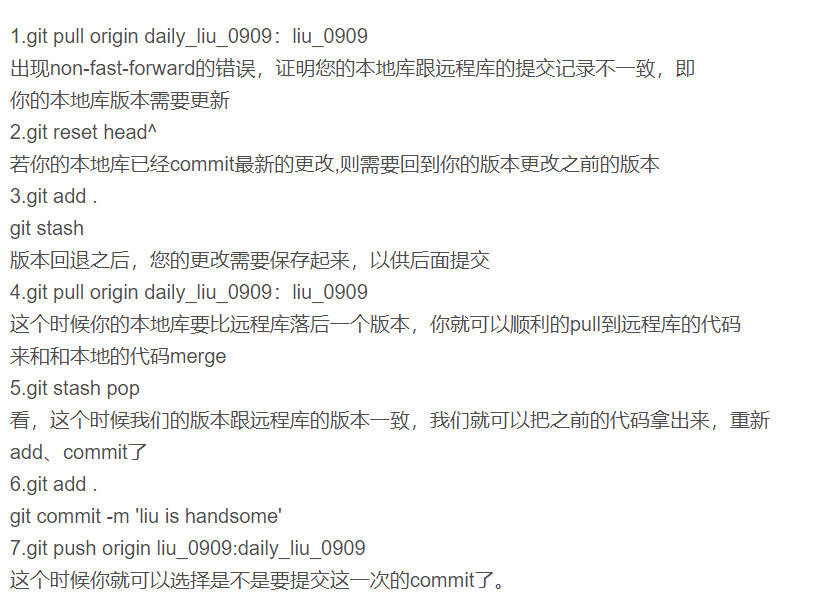 1.git pull origin daily_liu_0909：liu_0909
出现non-fast-forward的错误，证明您的本地库跟远程库的提交记录不一致，即
你的本地库版本需要更新
2.git reset head^
若你的本地库已经commit最新的更改,则需要回到你的版本更改之前的版本
3.git add .
git stash
版本回退之后，您的更改需要保存起来，以供后面提交
4.git pull origin daily_liu_0909：liu_0909
这个时候你的本地库要比远程库落后一个版本，你就可以顺利的pull到远程库的代码
来和和本地的代码merge
5.git stash pop
看，这个时候我们的版本跟远程库的版本一致，我们就可以把之前的代码拿出来，重新
add、commit了
6.git add .
git commit -m 'liu is handsome'
7.git push origin liu_0909:daily_liu_0909
这个时候你就可以选择是不是要提交这一次的commit了。